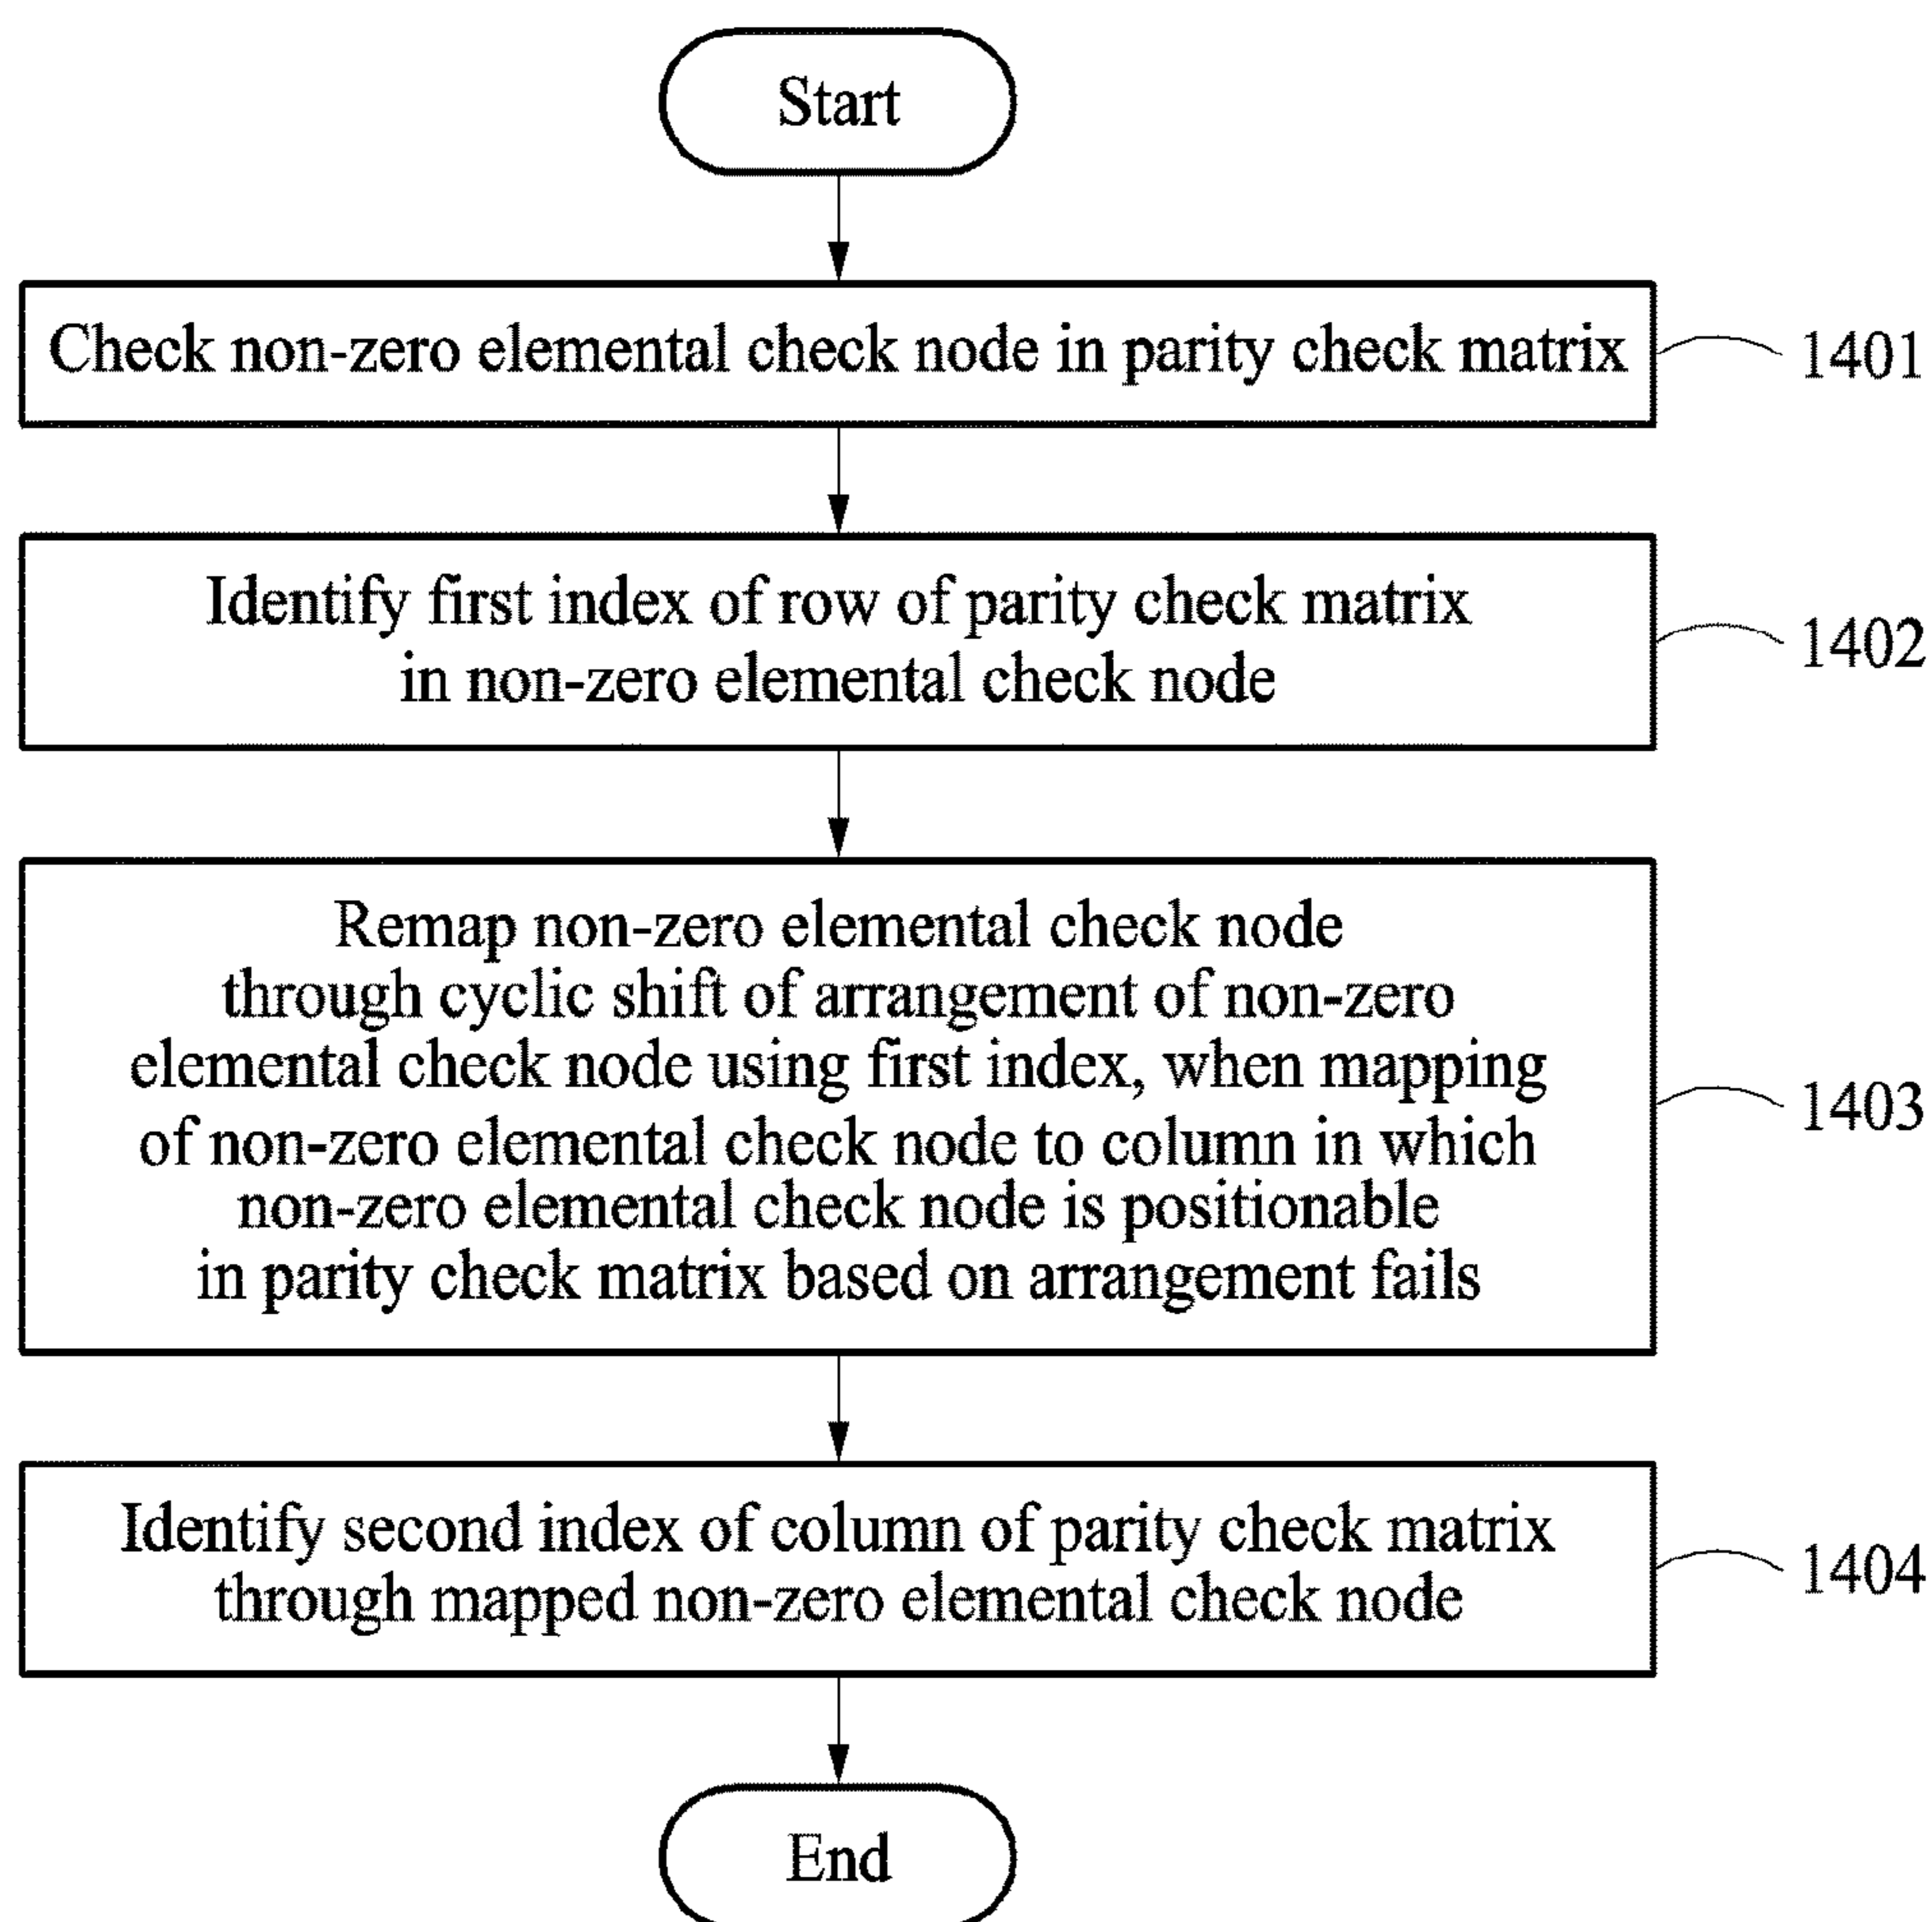 Start
Check non-zero elemental check node in parity check matrix
1401
Identify first index of row of parity check matrix
in non-zero elemental check node
1402
Remap non-zero elemental check node
through cyclic shift of arrangement of non-zero
elemental check node using first index, when mapping
of non-zero elemental check node to column in which
non-zero elemental check node is positionable
in parity check matrix based on arrangement fails
1403
Identify second index of column of parity check matrix
through mapped non-zero elemental check node
1404
End